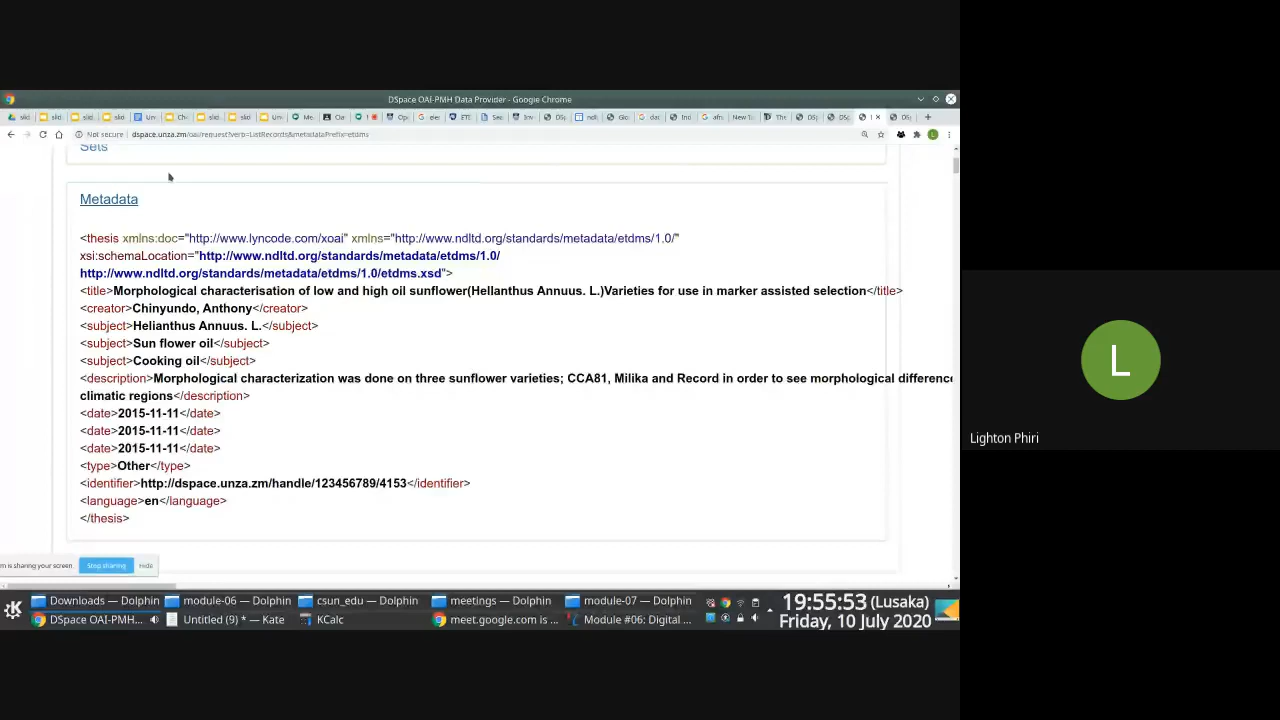 DSpace OAI-PMH Data Provider - Google Chrome
Not secure | dspace.unza.zm/oai/request?verb=ListRecords&metadataPrefix=etdms
Sets
Metadata
<thesis xmlns:doc="http://www.lyncode.com/xoai" xmlns="http://www.ndltd.org/standards/metadata/etdms/1.0/"
xsi:schemaLocation="http://www.ndltd.org/standards/metadata/etdms/1.0/
http://www.ndltd.org/standards/metadata/etdms/1.0/etdms.xsd">
<title>Morphological characterisation of low and high oil sunflower(Hellanthus Annuus. L.)Varieties for use in marker assisted selection</title>
<creator>Chinyundo, Anthony</creator>
<subject>Helianthus Annuus. L.</subject>
<subject>Sun flower oil</subject>
<subject>Cooking oil</subject>
<description>Morphological characterization was done on three sunflower varieties; CCA81, Milika and Record in order to see morphological difference
climatic regions</description>
<date>2015-11-11</date>
<date>2015-11-11</date>
<date>2015-11-11</date>
<type>Other</type>
<identifier>http://dspace.unza.zm/handle/123456789/4153</identifier>
<language>en</language>
</thesis>
m is sharing your screen Stop sharing Hide
Downloads — Dolphin module-06 — Dolphin csun_edu — Dolphin meetings — Dolphin module-07 — Dolphin
DSpace OAI-PMH... Untitled (9) * — Kate KCalc meet.google.com is ... Module #06: Digital ...
19:55:53 (Lusaka)
Friday, 10 July 2020
L
Lighton Phiri